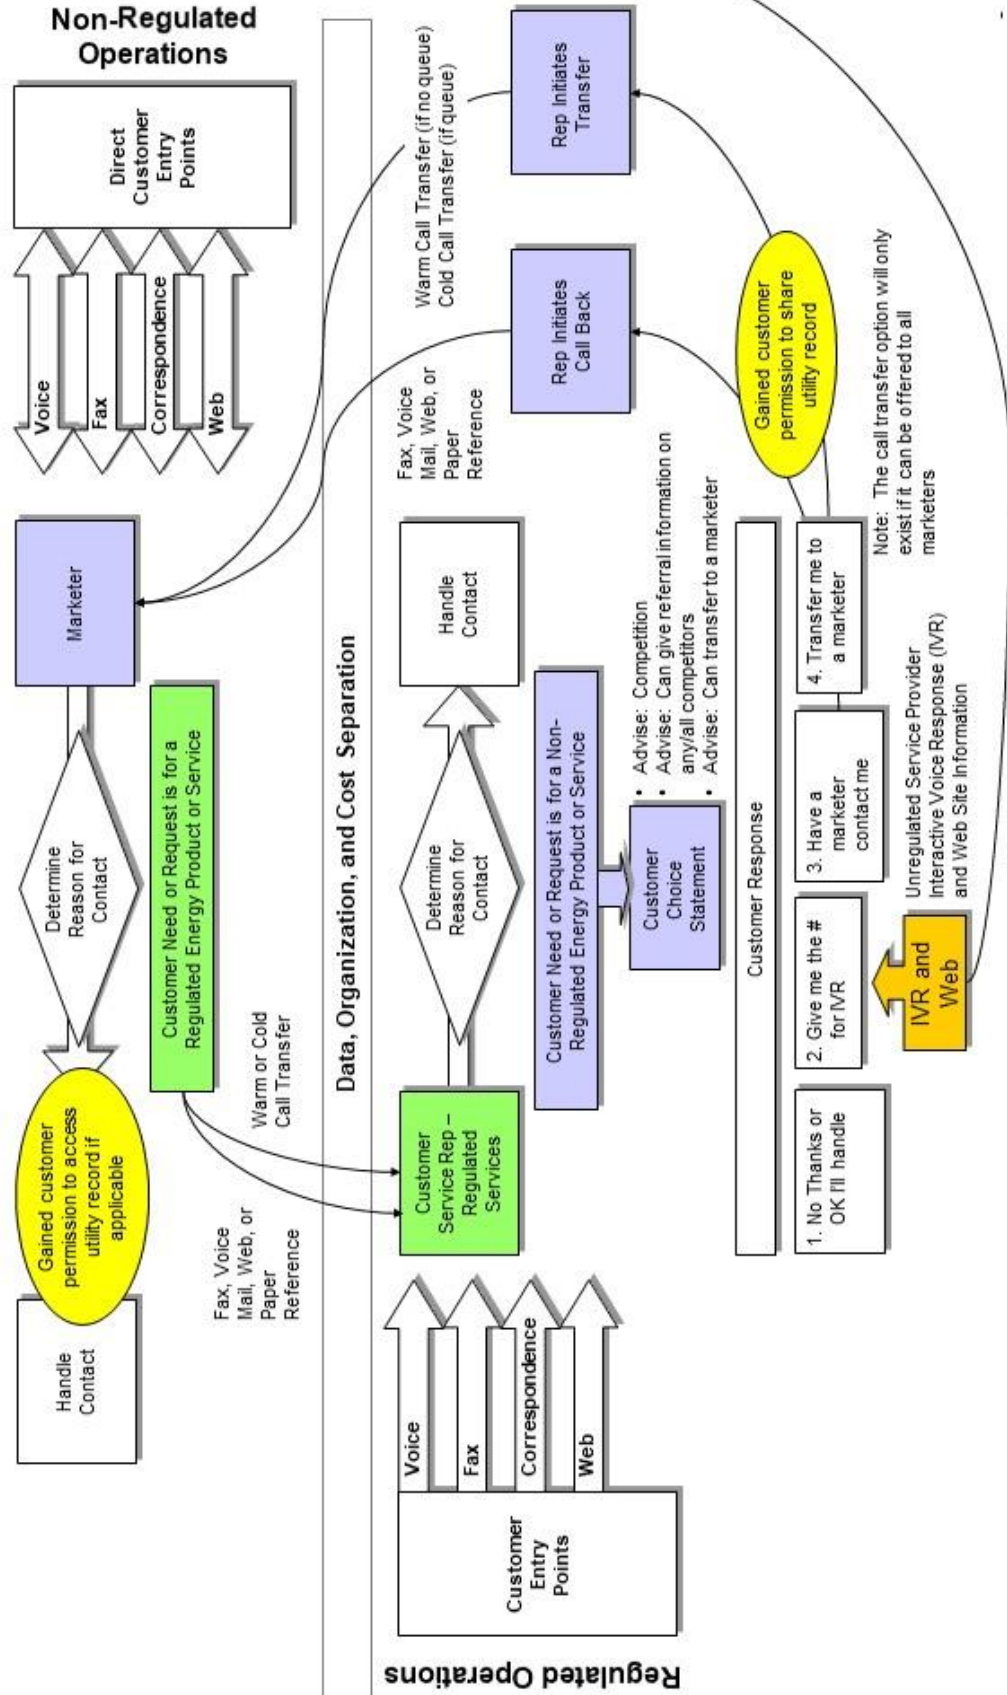 Non-Regulated
Operations
Handle
Contact
Gained customer
permission to access
utility record if
applicable
Determine
Reason for
Contact
Marketer
Voice
Fax
Correspondence
Web
Direct
Customer
Entry
Points
Customer Need or Request is for a
Regulated Energy Product or Service
Fax, Voice
Mail, Web, or
Paper
Reference
Warm or Cold
Call Transfer
Data, Organization, and Cost Separation
Regulated Operations
Customer
Entry
Points
Voice
Fax
Correspondence
Web
Customer
Service Rep –
Regulated
Services
Determine
Reason for
Contact
Handle
Contact
Fax, Voice
Mail, Web, or
Paper
Reference
Warm Call Transfer (if no queue)
Cold Call Transfer (if queue)
Customer Need or Request is for a Non-
Regulated Energy Product or Service
Rep Initiates
Call Back
Rep Initiates
Transfer
Customer
Choice
Statement
• Advise: Competition
• Advise: Can give referral information on
any/all competitors
• Advise: Can transfer to a marketer
Gained customer
permission to share
utility record
Customer Response
1. No Thanks or
OK I'll handle
2. Give me the #
for IVR
3. Have a
marketer
contact me
4. Transfer me to
a marketer
Note: The call transfer option will only
exist if it can be offered to all
marketers
IVR and
Web
Unregulated Service Provider
Interactive Voice Response (IVR)
and Web Site Information